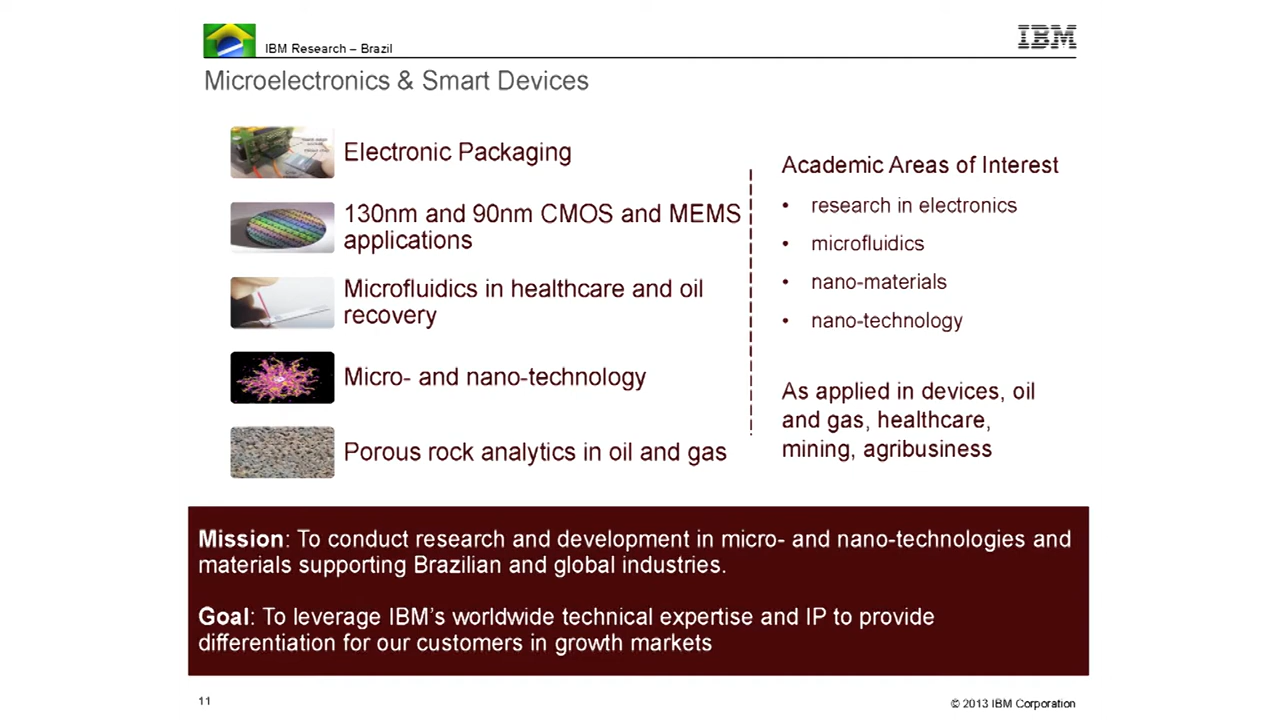 IBM Research – Brazil
IBM
Microelectronics & Smart Devices
Electronic Packaging
130nm and 90nm CMOS and MEMS
applications
Microfluidics in healthcare and oil
recovery
Micro- and nano-technology
Porous rock analytics in oil and gas
Academic Areas of Interest
• research in electronics
• microfluidics
• nano-materials
• nano-technology
As applied in devices, oil
and gas, healthcare,
mining, agribusiness
Mission: To conduct research and development in micro- and nano-technologies and
materials supporting Brazilian and global industries.
Goal: To leverage IBM's worldwide technical expertise and IP to provide
differentiation for our customers in growth markets
11
© 2013 IBM Corporation